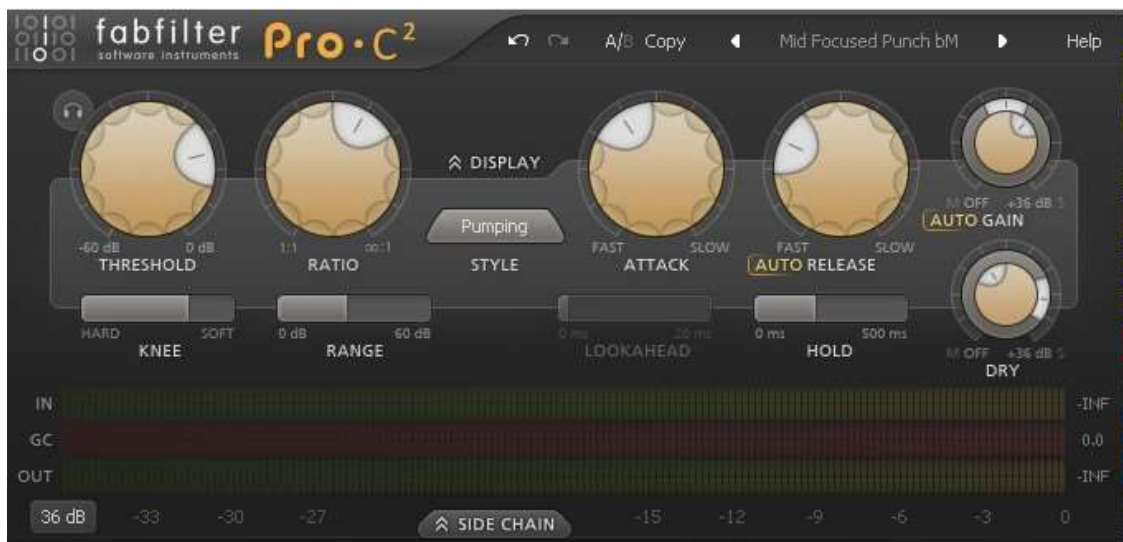 fabfilter
software instruments
Pro·C²
A/B Copy
Mid Focused Punch bM
Help
DISPLAY
-60 dB 0 dB
THRESHOLD
1:1 ∞:1
RATIO
Pumping
STYLE
FAST SLOW
ATTACK
FAST SLOW
AUTO RELEASE
M OFF +36 dB S
AUTO GAIN
HARD SOFT
KNEE
0 dB 60 dB
RANGE
0 ms 20 ms
LOOKAHEAD
0 ms 500 ms
HOLD
M OFF +36 dB S
DRY
IN -INF
GC 0.0
OUT -INF
36 dB -33 -30 -27 SIDE CHAIN -15 -12 -9 -6 -3 0